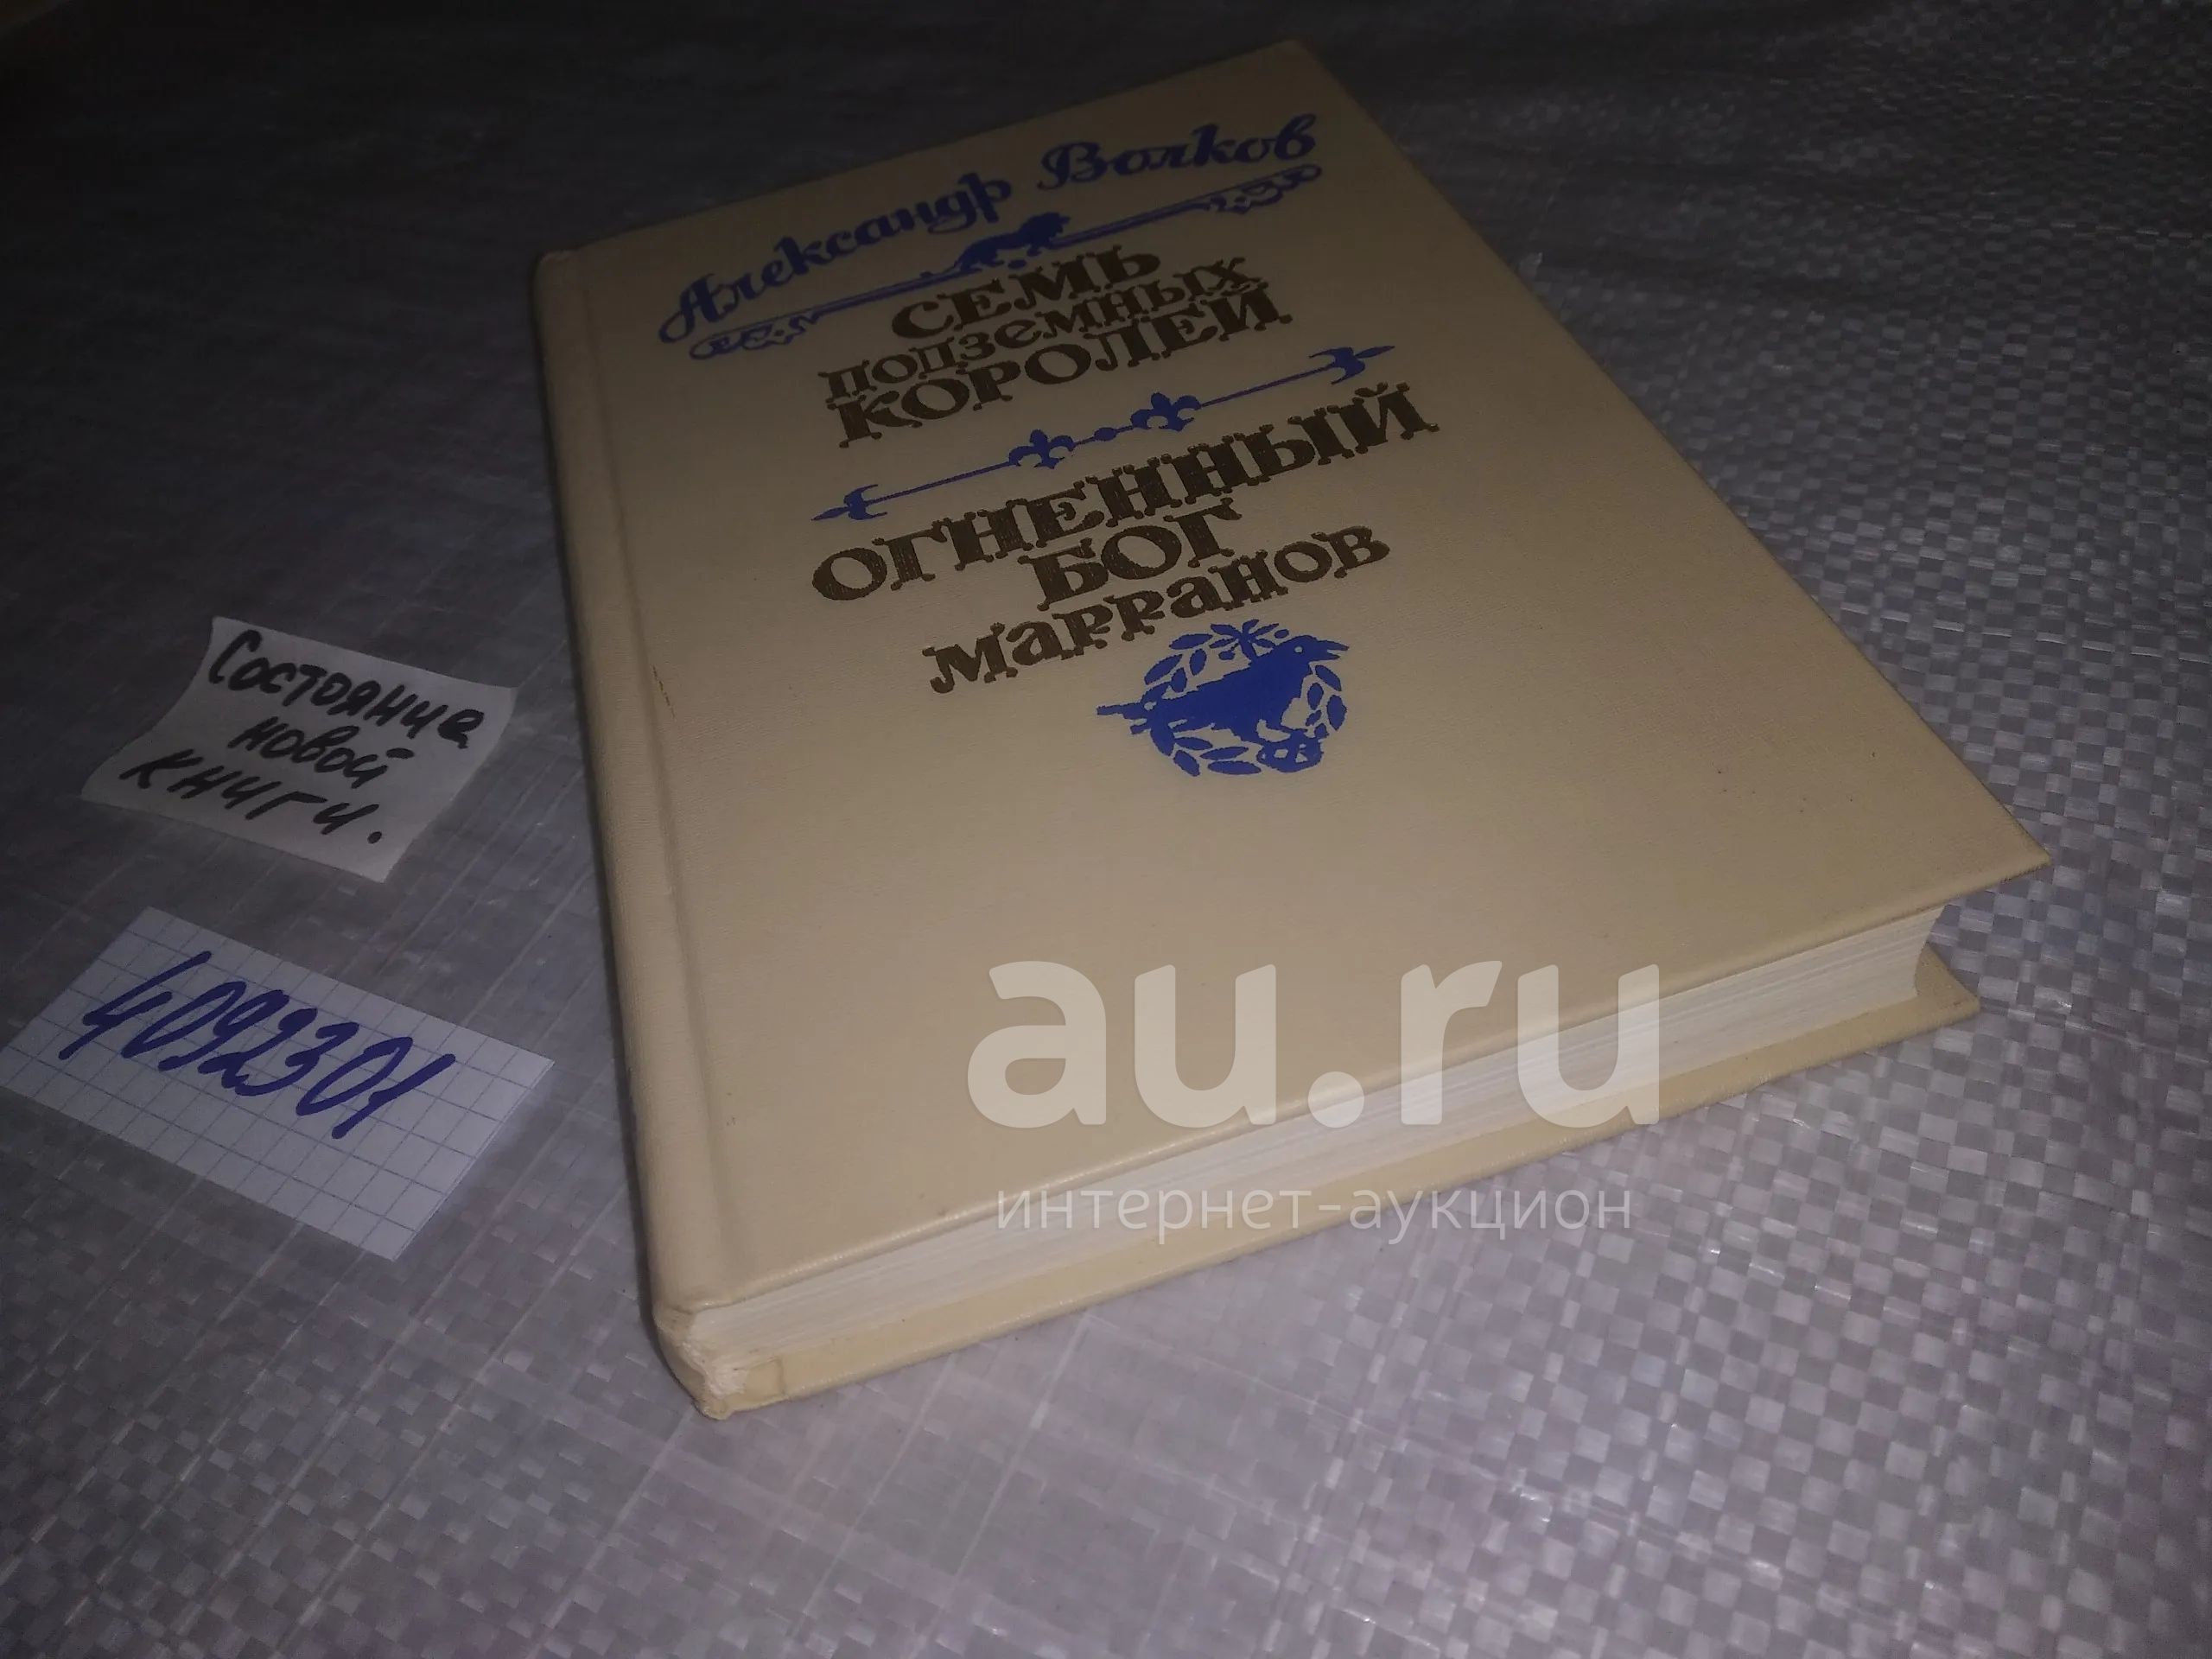 Александр Волков
СЕМЬ
ПОДЗЕМНЫХ
КОРОЛЕЙ
ОГНЕННЫЙ
БОГ
МАРРАНОВ
Состояние
новой
книги.
4092301
au.ru
интернет-аукцион